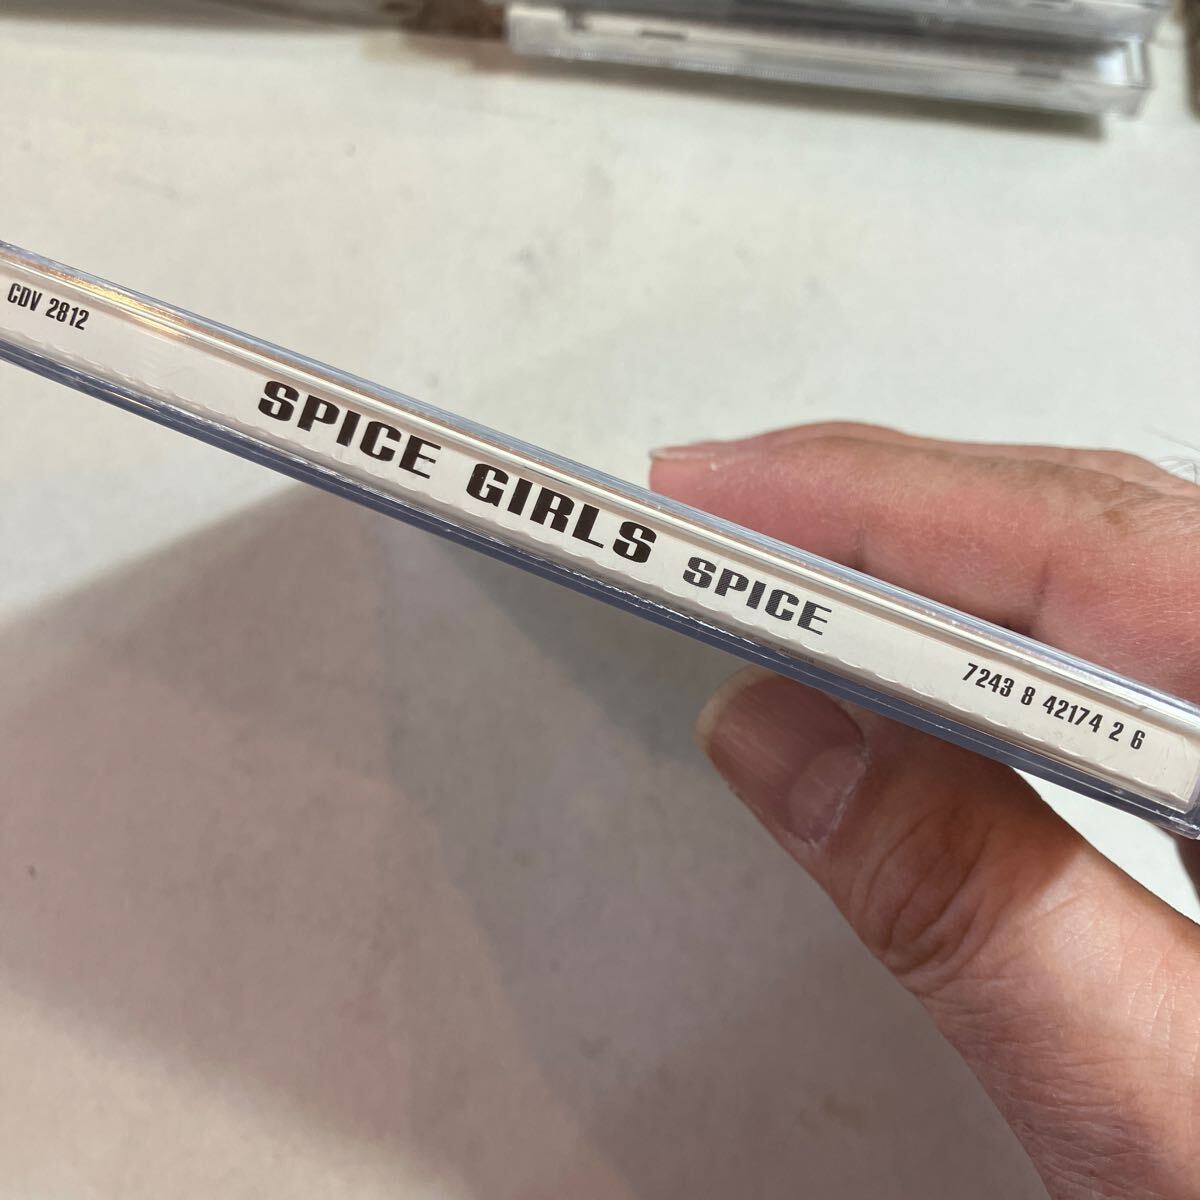 CDV 2812
SPICE GIRLS SPICE
7243 8 42174 2 6